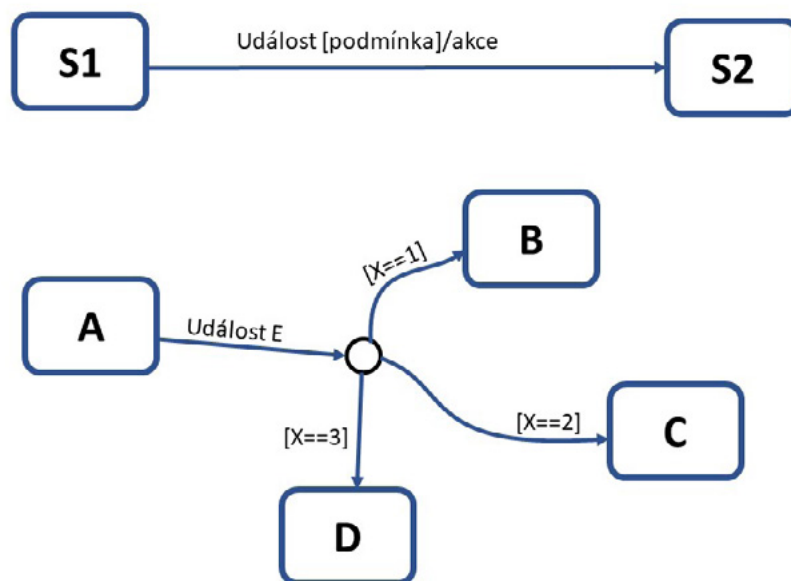 S1
Událost [podmínka]/akce
S2
B
[X==1]
A
Událost E
[X==2]
C
[X==3]
D